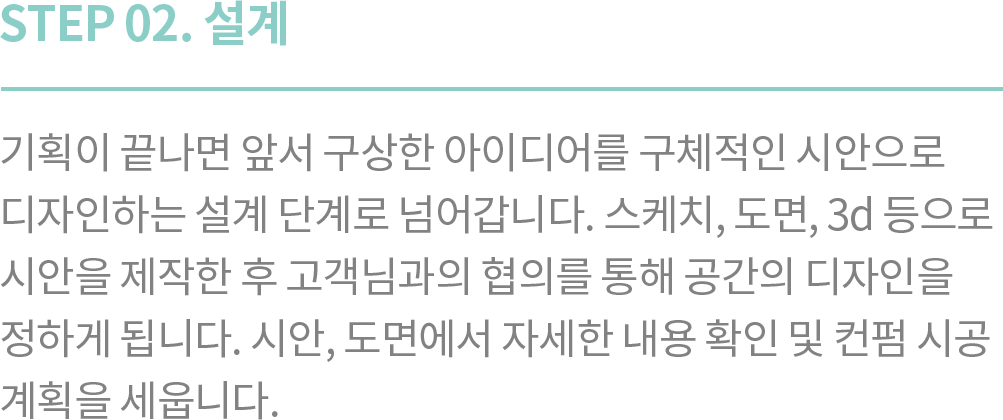 STEP 02. 설계
기획이 끝나면 앞서 구상한 아이디어를 구체적인 시안으로
디자인하는 설계 단계로 넘어갑니다. 스케치, 도면, 3d 등으로
시안을 제작한 후 고객님과의 협의를 통해 공간의 디자인을
정하게 됩니다. 시안, 도면에서 자세한 내용 확인 및 컨펌 시공
계획을 세웁니다.